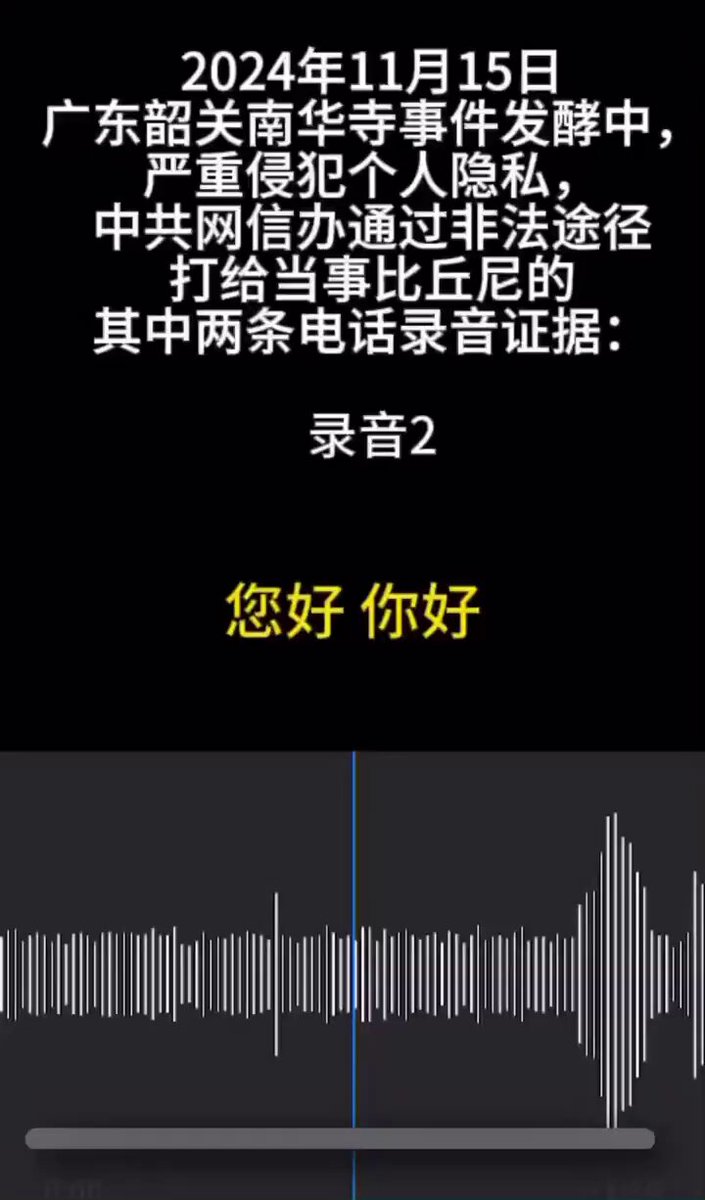 2024年11月15日
广东韶关南华寺事件发酵中，
严重侵犯个人隐私，
中共网信办通过非法途径
打给当事比丘尼的
其中两条电话录音证据：
录音2
您好 你好